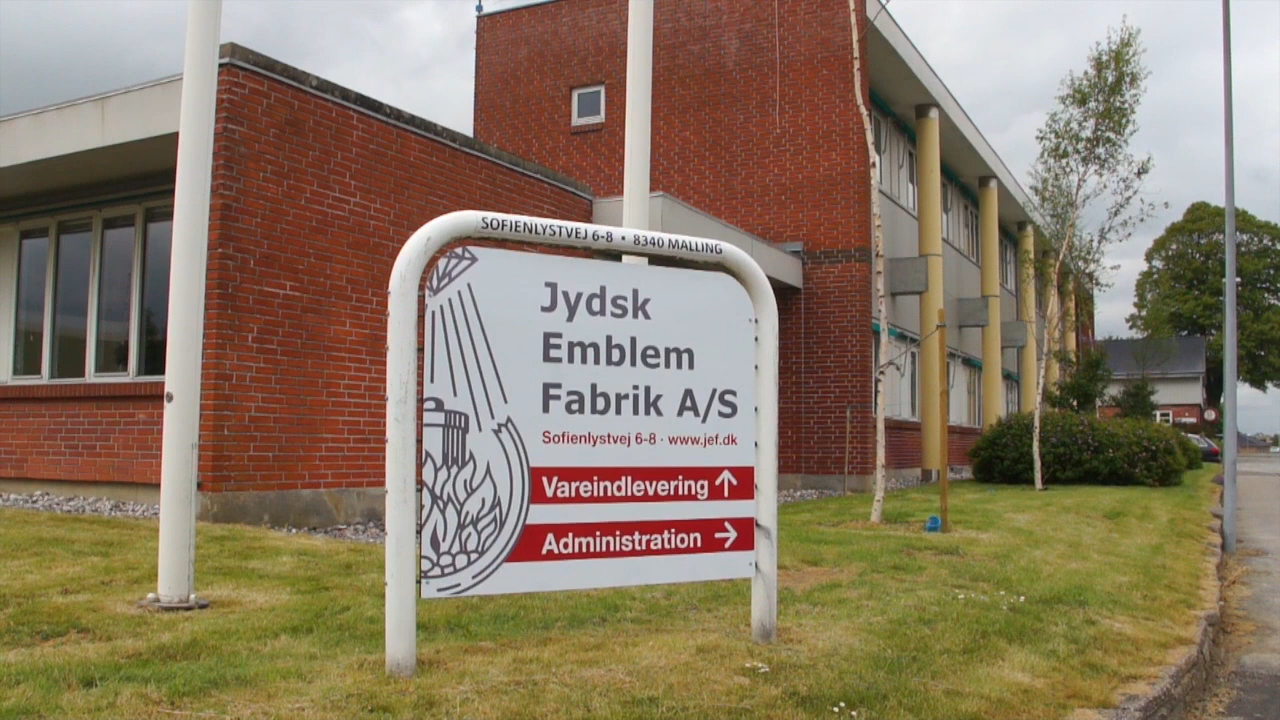 SOFIENLYSTVEJ 6-8 • 8340 MALLING
Jydsk
Emblem
Fabrik A/S
Sofienlystvej 6-8 · www.jef.dk
Vareindlevering ↑
Administration →